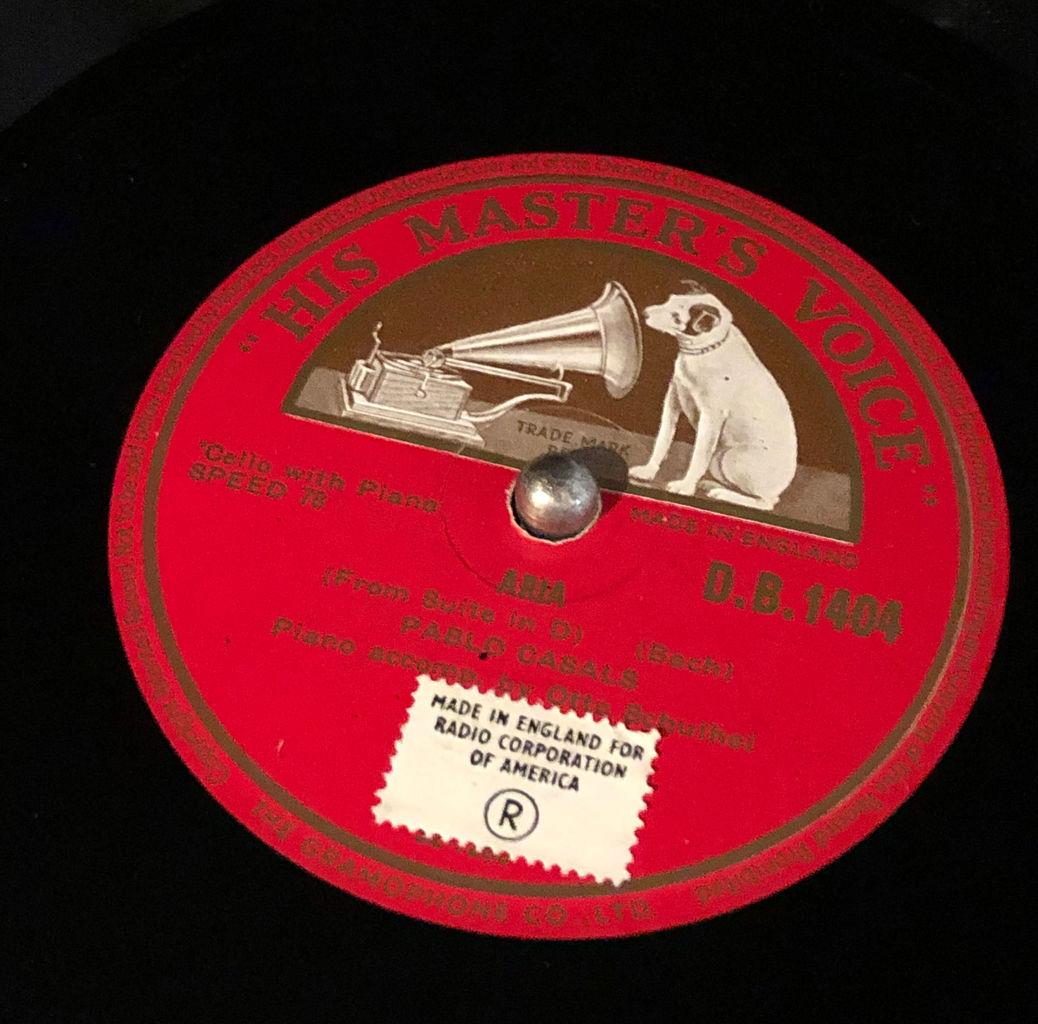 "HIS MASTER'S VOICE"
TRADE MARK
'Cello with Piano
SPEED 78
MADE IN ENGLAND
D.B.1404
ARIA
(From Suite in D) (Bach)
PABLO CASALS
Piano accomp. by Otto Schulhof
MADE IN ENGLAND FOR
RADIO CORPORATION
OF AMERICA
R
THE GRAMOPHONE CO., LTD.